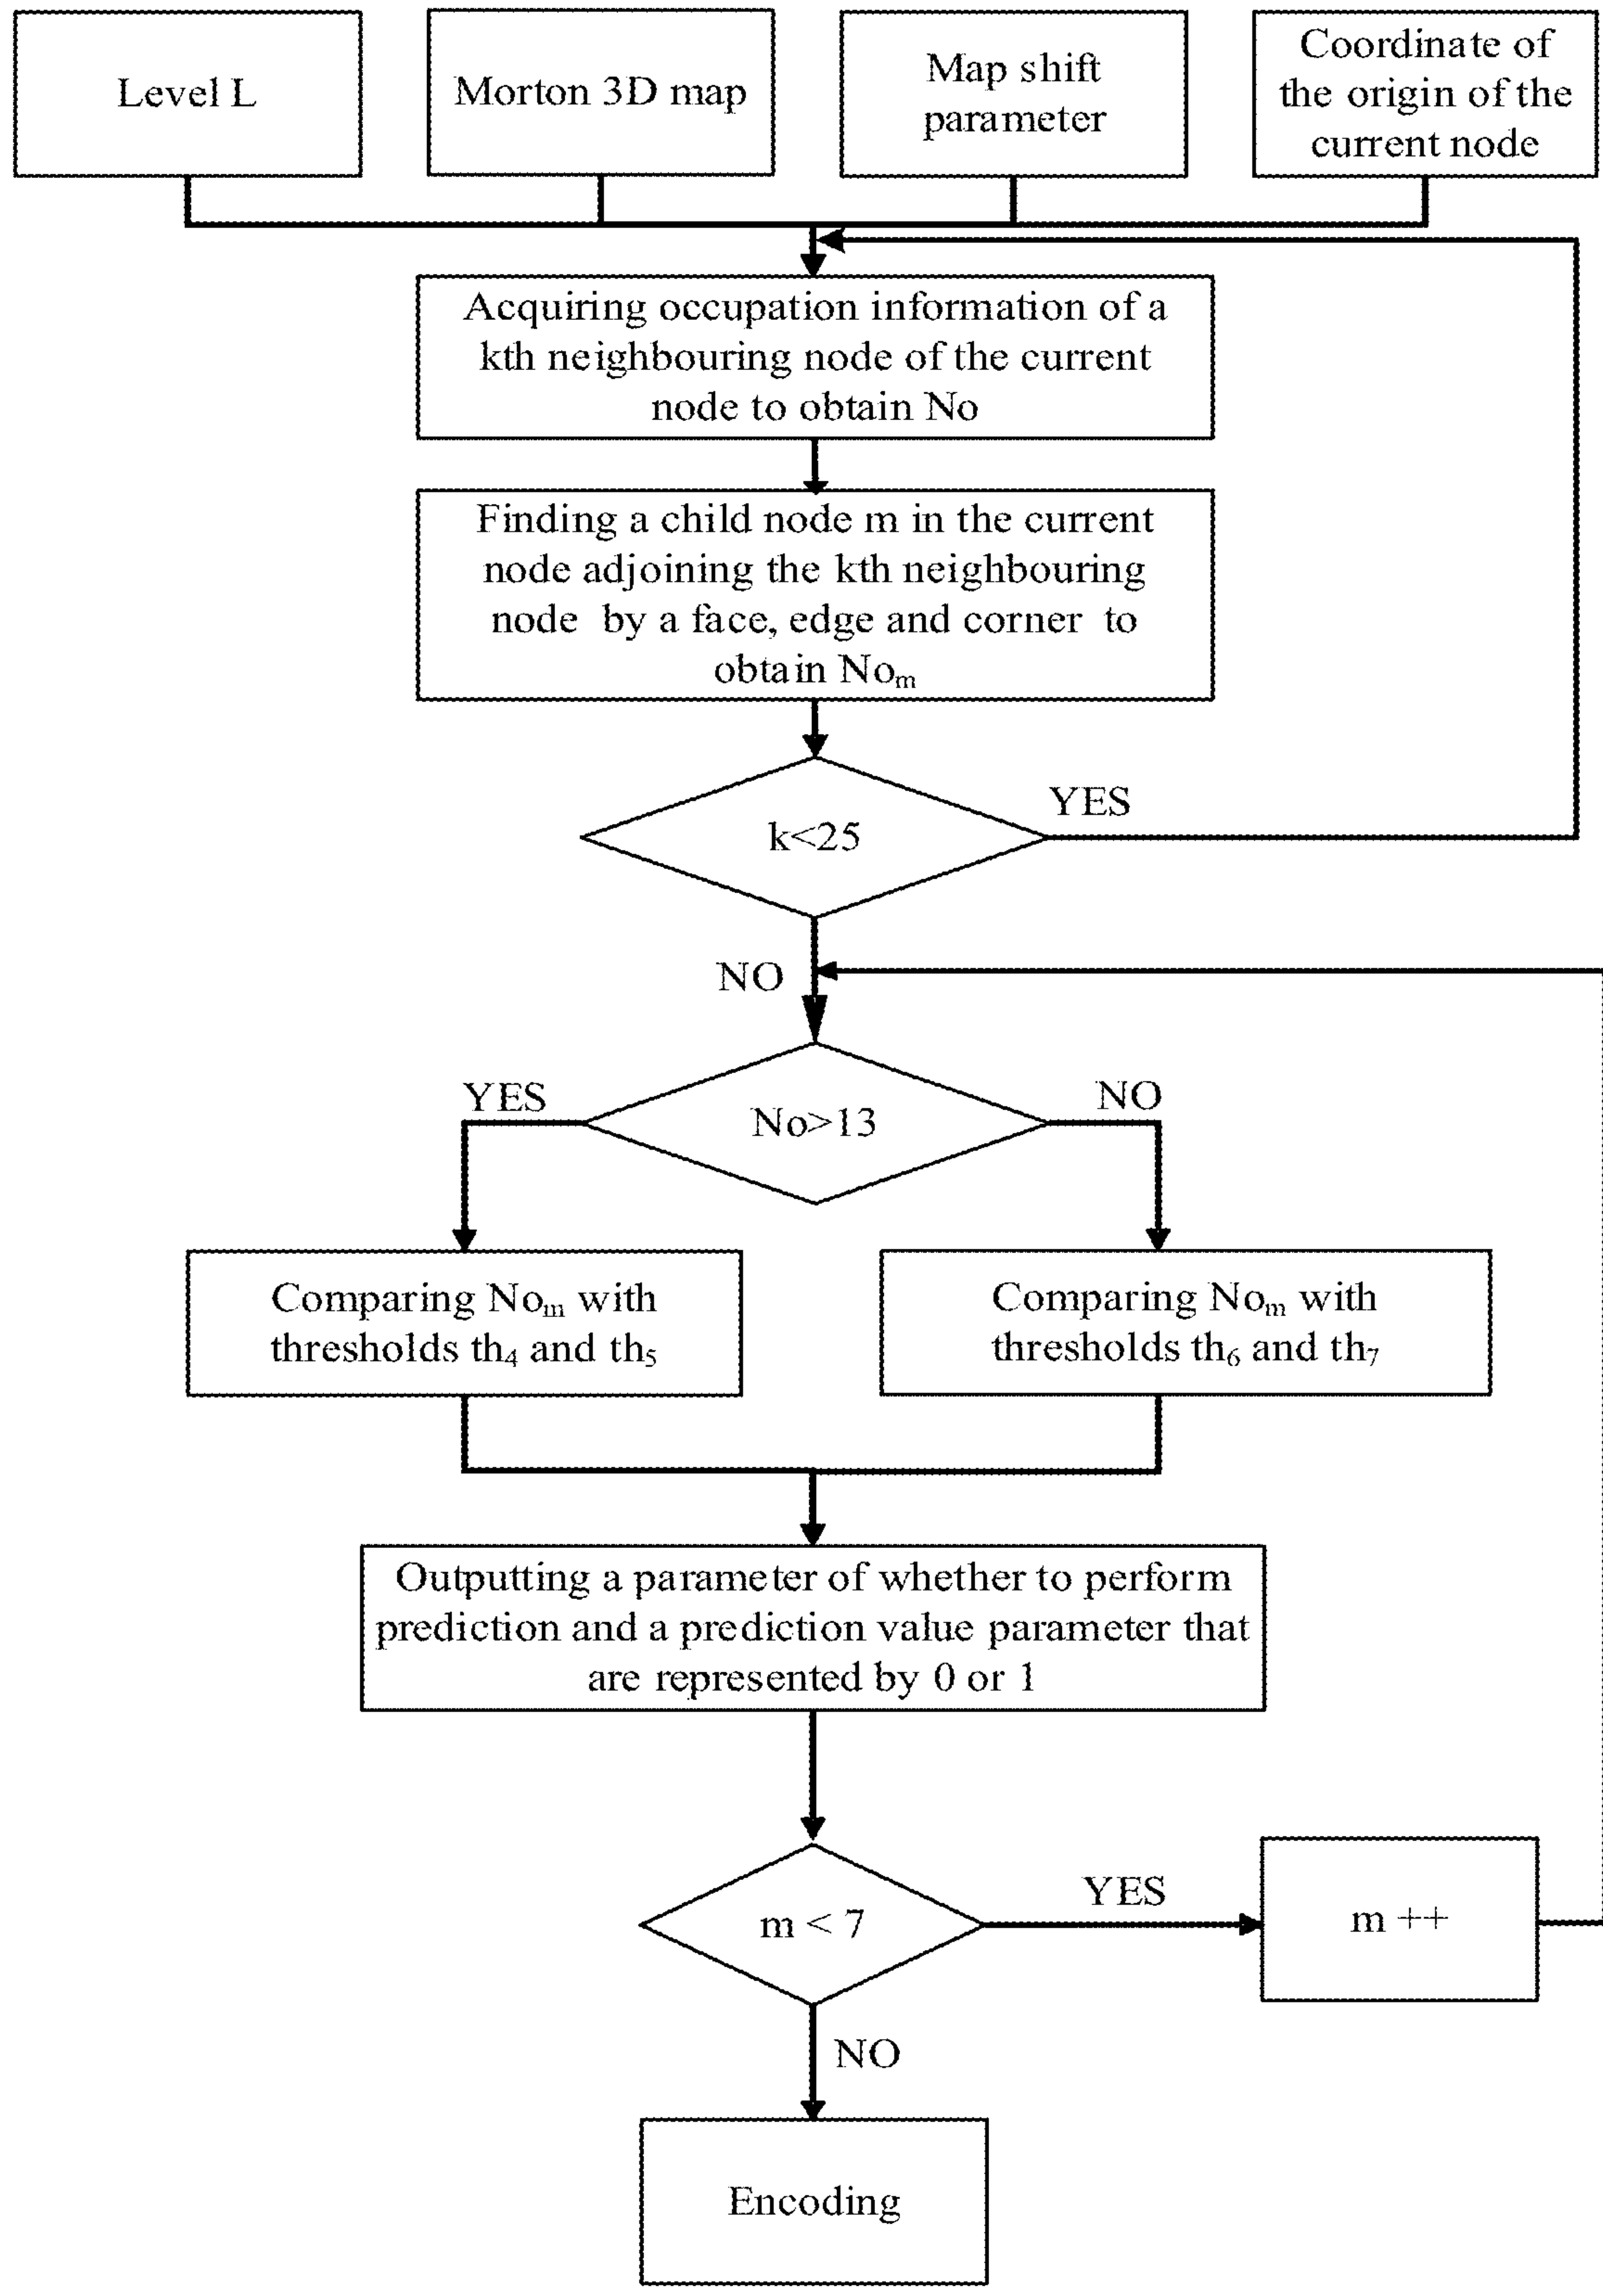 Level L
Morton 3D map
Map shift
parameter
Coordinate of
the origin of the
current node
Acquiring occupation information of a
kth neighbouring node of the current
node to obtain No
Finding a child node m in the current
node adjoining the kth neighbouring
node by a face, edge and corner to
obtain Noₘ
k<25
YES
NO
No>13
YES
NO
Comparing Noₘ with
thresholds th₄ and th₅
Comparing Noₘ with
thresholds th₆ and th₇
Outputting a parameter of whether to perform
prediction and a prediction value parameter that
are represented by 0 or 1
m < 7
YES
m ++
NO
Encoding